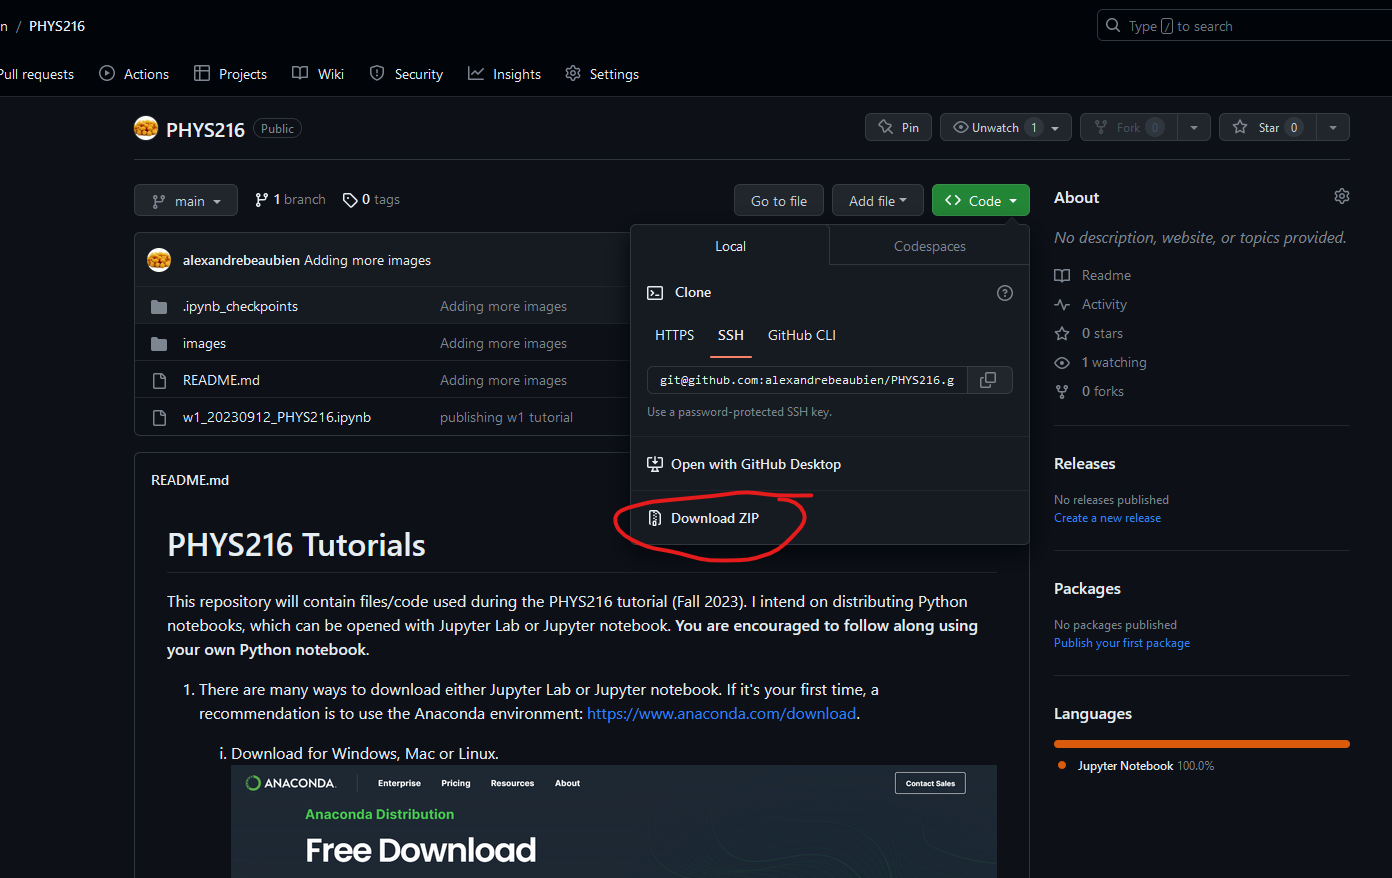 n / PHYS216
Type / to search
Pull requests Actions Projects Wiki Security Insights Settings
PHYS216 Public
Pin Unwatch 1 Fork 0 Star 0
main 1 branch 0 tags
Go to file Add file <> Code
alexandrebeaubien Adding more images
.ipynb_checkpoints Adding more images
images Adding more images
README.md Adding more images
w1_20230912_PHYS216.ipynb publishing w1 tutorial
Local Codespaces
Clone
HTTPS SSH GitHub CLI
git@github.com:alexandrebeaubien/PHYS216.g
Use a password-protected SSH key.
Open with GitHub Desktop
Download ZIP
README.md
PHYS216 Tutorials
This repository will contain files/code used during the PHYS216 tutorial (Fall 2023). I intend on distributing Python
notebooks, which can be opened with Jupyter Lab or Jupyter notebook. You are encouraged to follow along using
your own Python notebook.
1. There are many ways to download either Jupyter Lab or Jupyter notebook. If it's your first time, a
recommendation is to use the Anaconda environment: https://www.anaconda.com/download.
i. Download for Windows, Mac or Linux.
ANACONDA. Enterprise Pricing Resources About Contact Sales
Anaconda Distribution
Free Download
About
No description, website, or topics provided.
Readme
Activity
0 stars
1 watching
0 forks
Releases
No releases published
Create a new release
Packages
No packages published
Publish your first package
Languages
Jupyter Notebook 100.0%